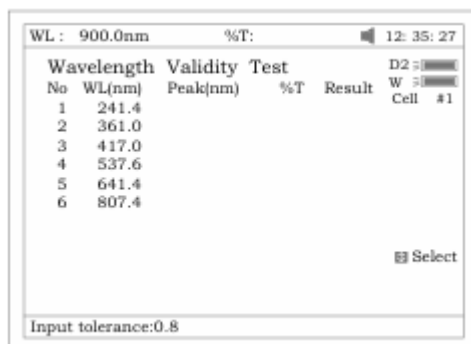 WL: 900.0nm %T: 12: 35: 27
Wavelength Validity Test
D2
No WL(nm) Peak(nm) %T Result
W
Cell #1
1 241.4
2 361.0
3 417.0
4 537.6
5 641.4
6 807.4
Select
Input tolerance:0.8